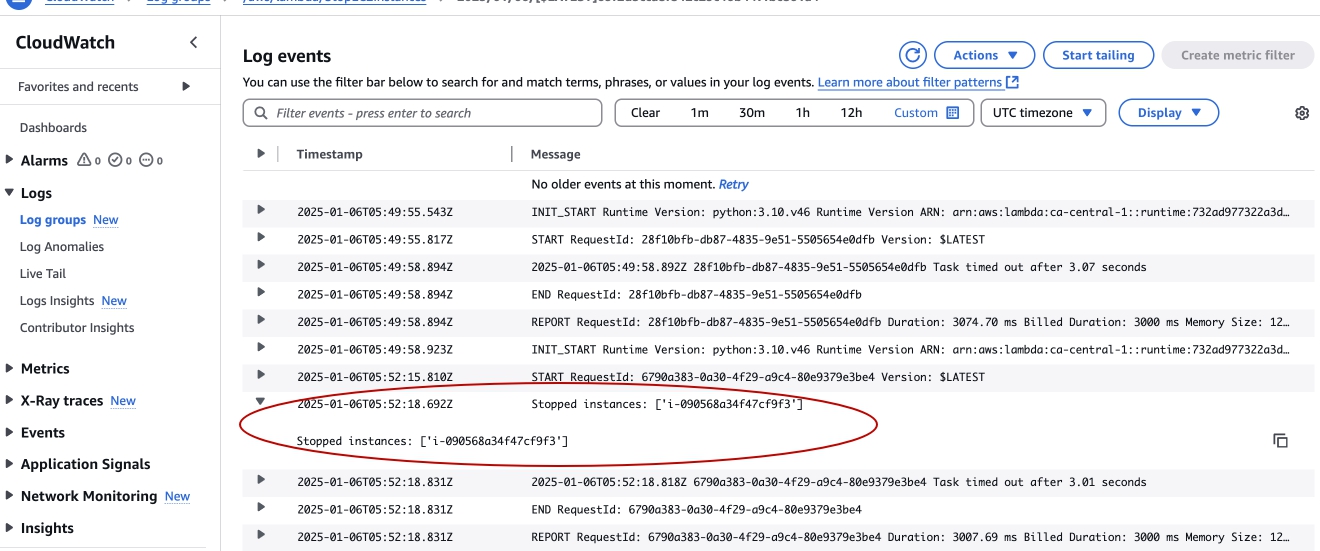 CloudWatch
Log groups
CloudWatch
Favorites and recents
Dashboards
Alarms 0 0 0
Logs
Log groups New
Log Anomalies
Live Tail
Logs Insights New
Contributor Insights
Metrics
X-Ray traces New
Events
Application Signals
Network Monitoring New
Insights
Log events
Actions
Start tailing
Create metric filter
You can use the filter bar below to search for and match terms, phrases, or values in your log events. Learn more about filter patterns
Filter events - press enter to search
Clear 1m 30m 1h 12h Custom UTC timezone Display
Timestamp Message
No older events at this moment. Retry
2025-01-06T05:49:55.543Z INIT_START Runtime Version: python:3.10.v46 Runtime Version ARN: arn:aws:lambda:ca-central-1::runtime:732ad977322a3d…
2025-01-06T05:49:55.817Z START RequestId: 28f10bfb-db87-4835-9e51-5505654e0dfb Version: $LATEST
2025-01-06T05:49:58.894Z 2025-01-06T05:49:58.892Z 28f10bfb-db87-4835-9e51-5505654e0dfb Task timed out after 3.07 seconds
2025-01-06T05:49:58.894Z END RequestId: 28f10bfb-db87-4835-9e51-5505654e0dfb
2025-01-06T05:49:58.894Z REPORT RequestId: 28f10bfb-db87-4835-9e51-5505654e0dfb Duration: 3074.70 ms Billed Duration: 3000 ms Memory Size: 12…
2025-01-06T05:49:58.923Z INIT_START Runtime Version: python:3.10.v46 Runtime Version ARN: arn:aws:lambda:ca-central-1::runtime:732ad977322a3d…
2025-01-06T05:52:15.810Z START RequestId: 6790a383-0a30-4f29-a9c4-80e9379e3be4 Version: $LATEST
2025-01-06T05:52:18.692Z Stopped instances: ['i-090568a34f47cf9f3']
Stopped instances: ['i-090568a34f47cf9f3']
2025-01-06T05:52:18.831Z 2025-01-06T05:52:18.818Z 6790a383-0a30-4f29-a9c4-80e9379e3be4 Task timed out after 3.01 seconds
2025-01-06T05:52:18.831Z END RequestId: 6790a383-0a30-4f29-a9c4-80e9379e3be4
2025-01-06T05:52:18.831Z REPORT RequestId: 6790a383-0a30-4f29-a9c4-80e9379e3be4 Duration: 3007.69 ms Billed Duration: 3000 ms Memory Size: 12…